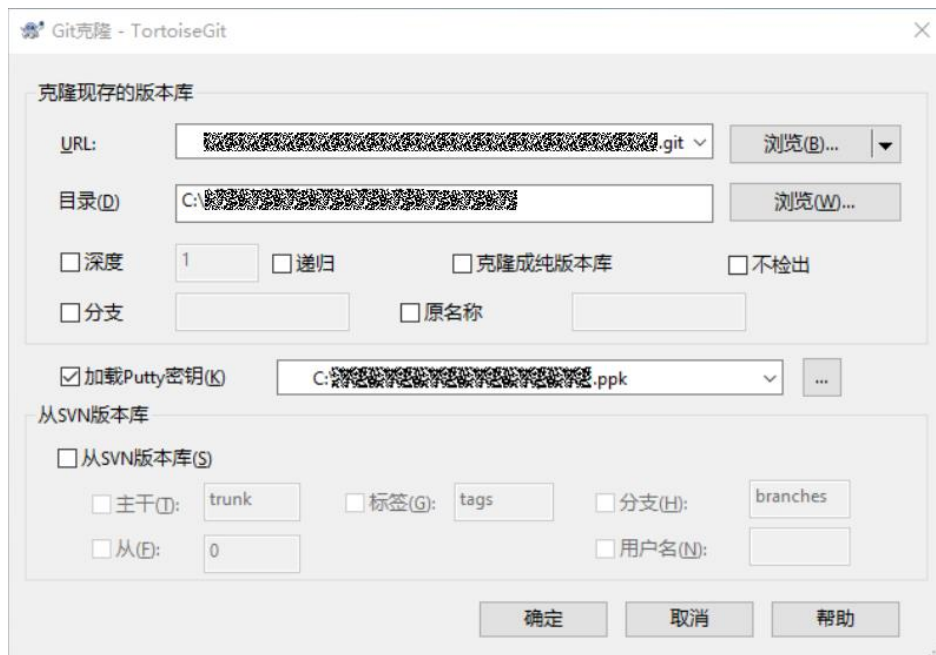 Git克隆 - TortoiseGit
克隆现存的版本库
URL: .git 浏览(B)...
目录(D) C:\ 浏览(W)...
深度 1 递归 克隆成纯版本库 不检出
分支 原名称
加载Putty密钥(K) C:\ .ppk ...
从SVN版本库
从SVN版本库(S)
主干(T): trunk 标签(G): tags 分支(H): branches
从(F): 0 用户名(N):
确定 取消 帮助